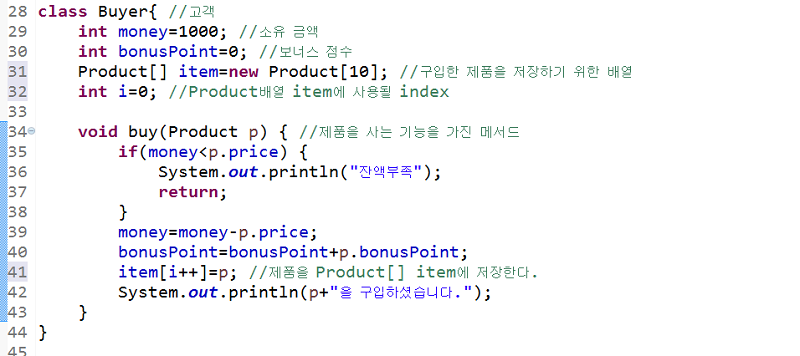 28 class Buyer{ //고객
29     int money=1000; //소유 금액
30     int bonusPoint=0; //보너스 점수
31     Product[] item=new Product[10]; //구입한 제품을 저장하기 위한 배열
32     int i=0; //Product배열 item에 사용될 index
33
34     void buy(Product p) { //제품을 사는 기능을 가진 메서드
35         if(money<p.price) {
36             System.out.println("잔액부족");
37             return;
38         }
39         money=money-p.price;
40         bonusPoint=bonusPoint+p.bonusPoint;
41         item[i++]=p; //제품을 Product[] item에 저장한다.
42         System.out.println(p+"을 구입하셨습니다.");
43     }
44 }
45